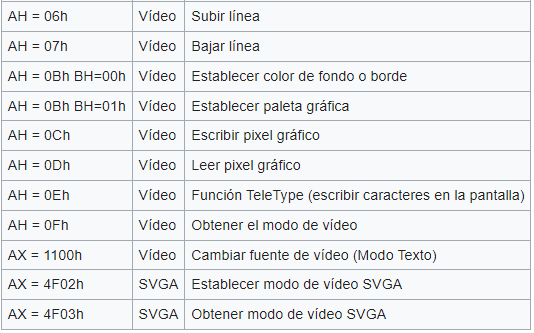 AH = 06h Vídeo Subir línea
AH = 07h Vídeo Bajar línea
AH = 0Bh BH=00h Vídeo Establecer color de fondo o borde
AH = 0Bh BH=01h Vídeo Establecer paleta gráfica
AH = 0Ch Vídeo Escribir pixel gráfico
AH = 0Dh Vídeo Leer pixel gráfico
AH = 0Eh Vídeo Función TeleType (escribir caracteres en la pantalla)
AH = 0Fh Vídeo Obtener el modo de vídeo
AX = 1100h Vídeo Cambiar fuente de vídeo (Modo Texto)
AX = 4F02h SVGA Establecer modo de vídeo SVGA
AX = 4F03h SVGA Obtener modo de vídeo SVGA